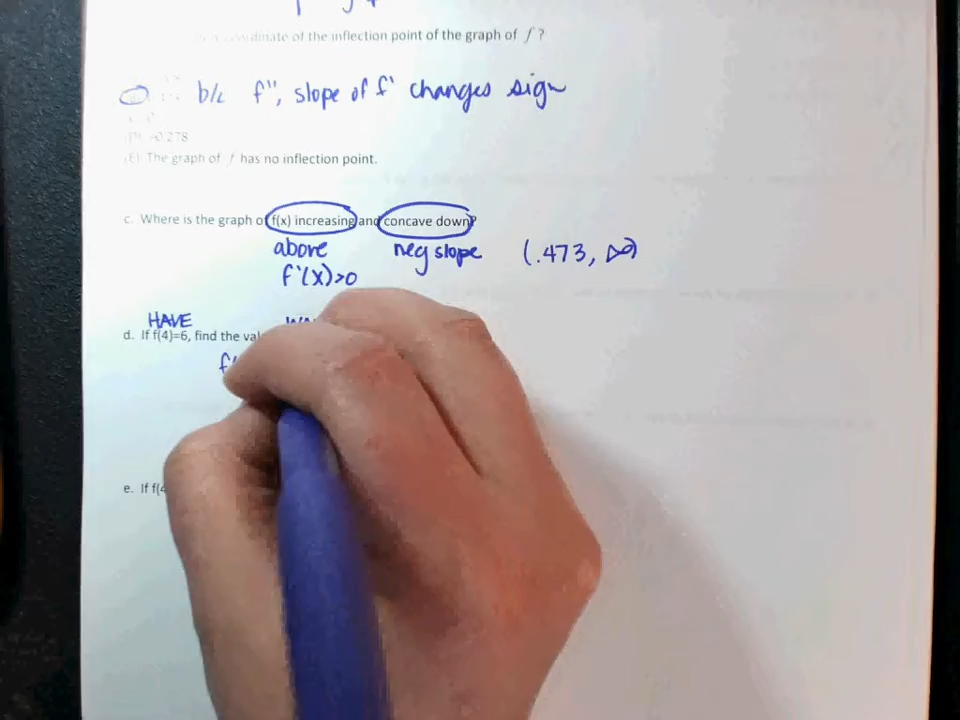 coordinate of the inflection point of the graph of f ?
b/c f", slope of f' changes sign
-0.278
(E) The graph of f has no inflection point.
c. Where is the graph of f(x) increasing and concave down?
above neg slope (.473, ∞)
f'(x)>0
HAVE
d. If f(4)=6, find the
e. If